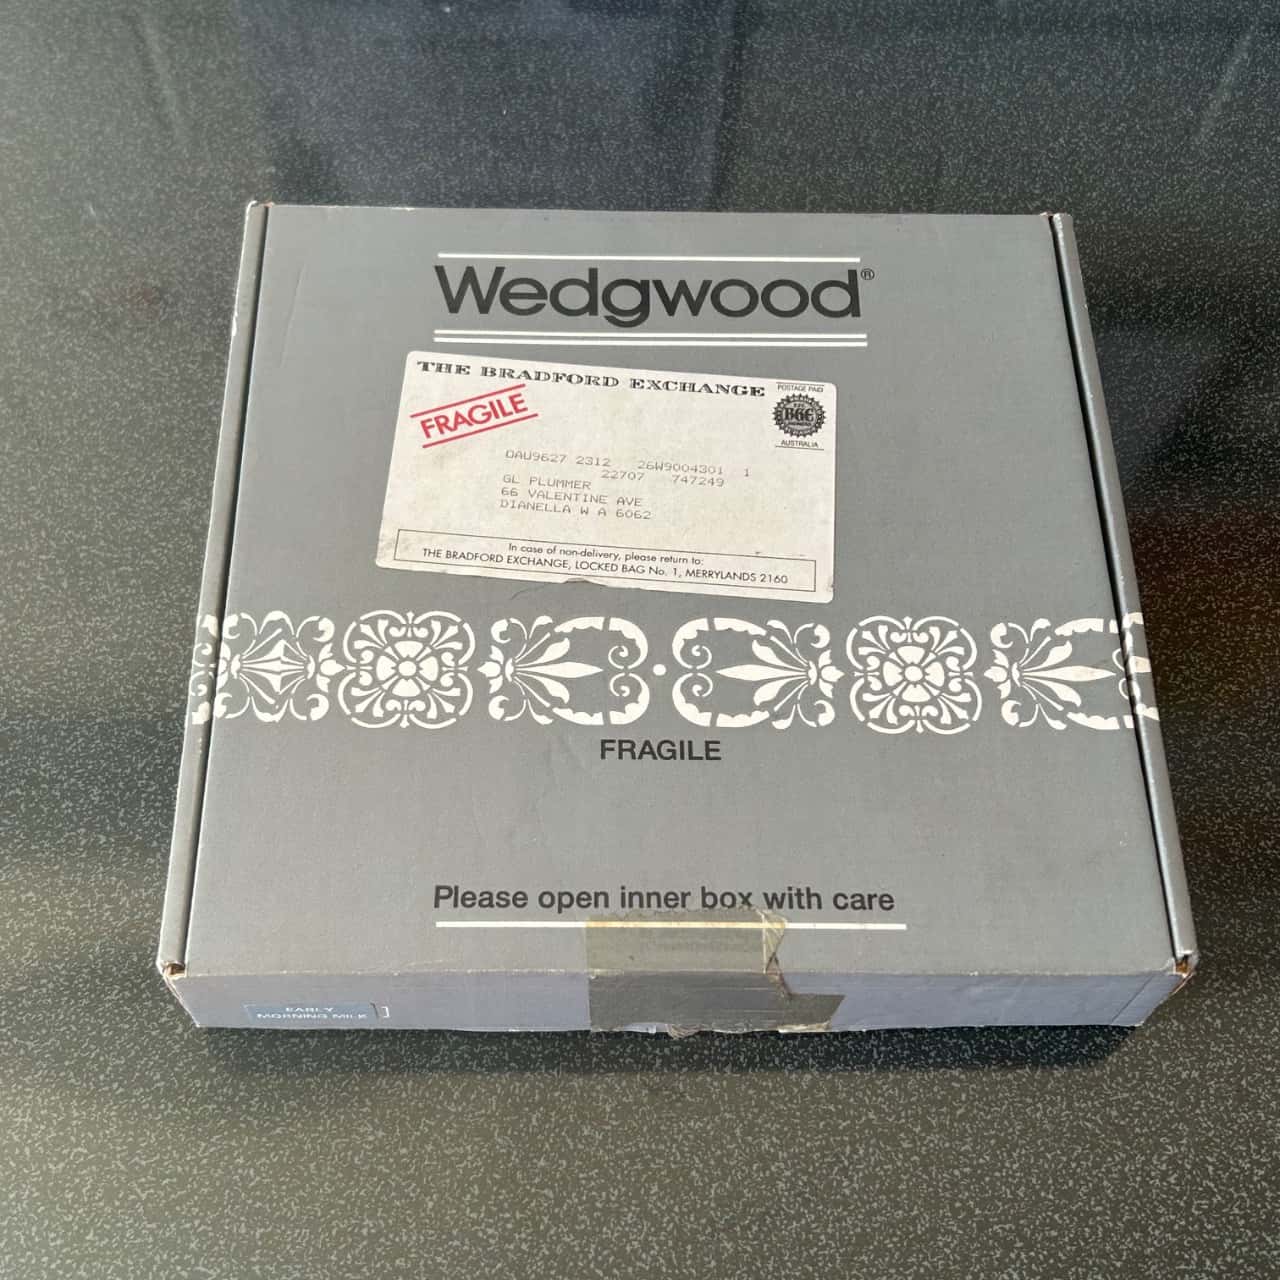 Wedgwood®
THE BRADFORD EXCHANGE
POSTAGE PAID
FRAGILE
BGE
AUSTRALIA
OAU9627 2312 26W9004301 1
22707 747249
GL PLUMMER
66 VALENTINE AVE
DIANELLA W A 6062
In case of non-delivery, please return to:
THE BRADFORD EXCHANGE, LOCKED BAG No. 1, MERRYLANDS 2160
FRAGILE
Please open inner box with care
EARLY
MORNING MILK